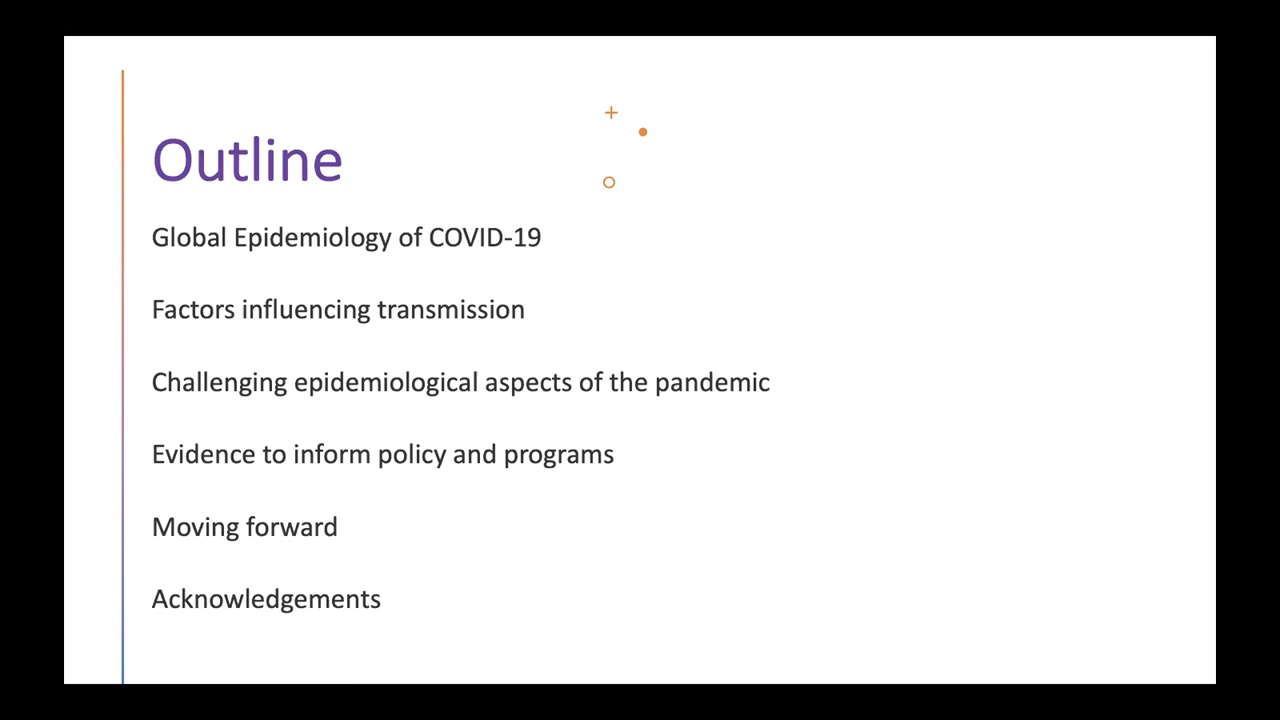 Outline
Global Epidemiology of COVID-19
Factors influencing transmission
Challenging epidemiological aspects of the pandemic
Evidence to inform policy and programs
Moving forward
Acknowledgements